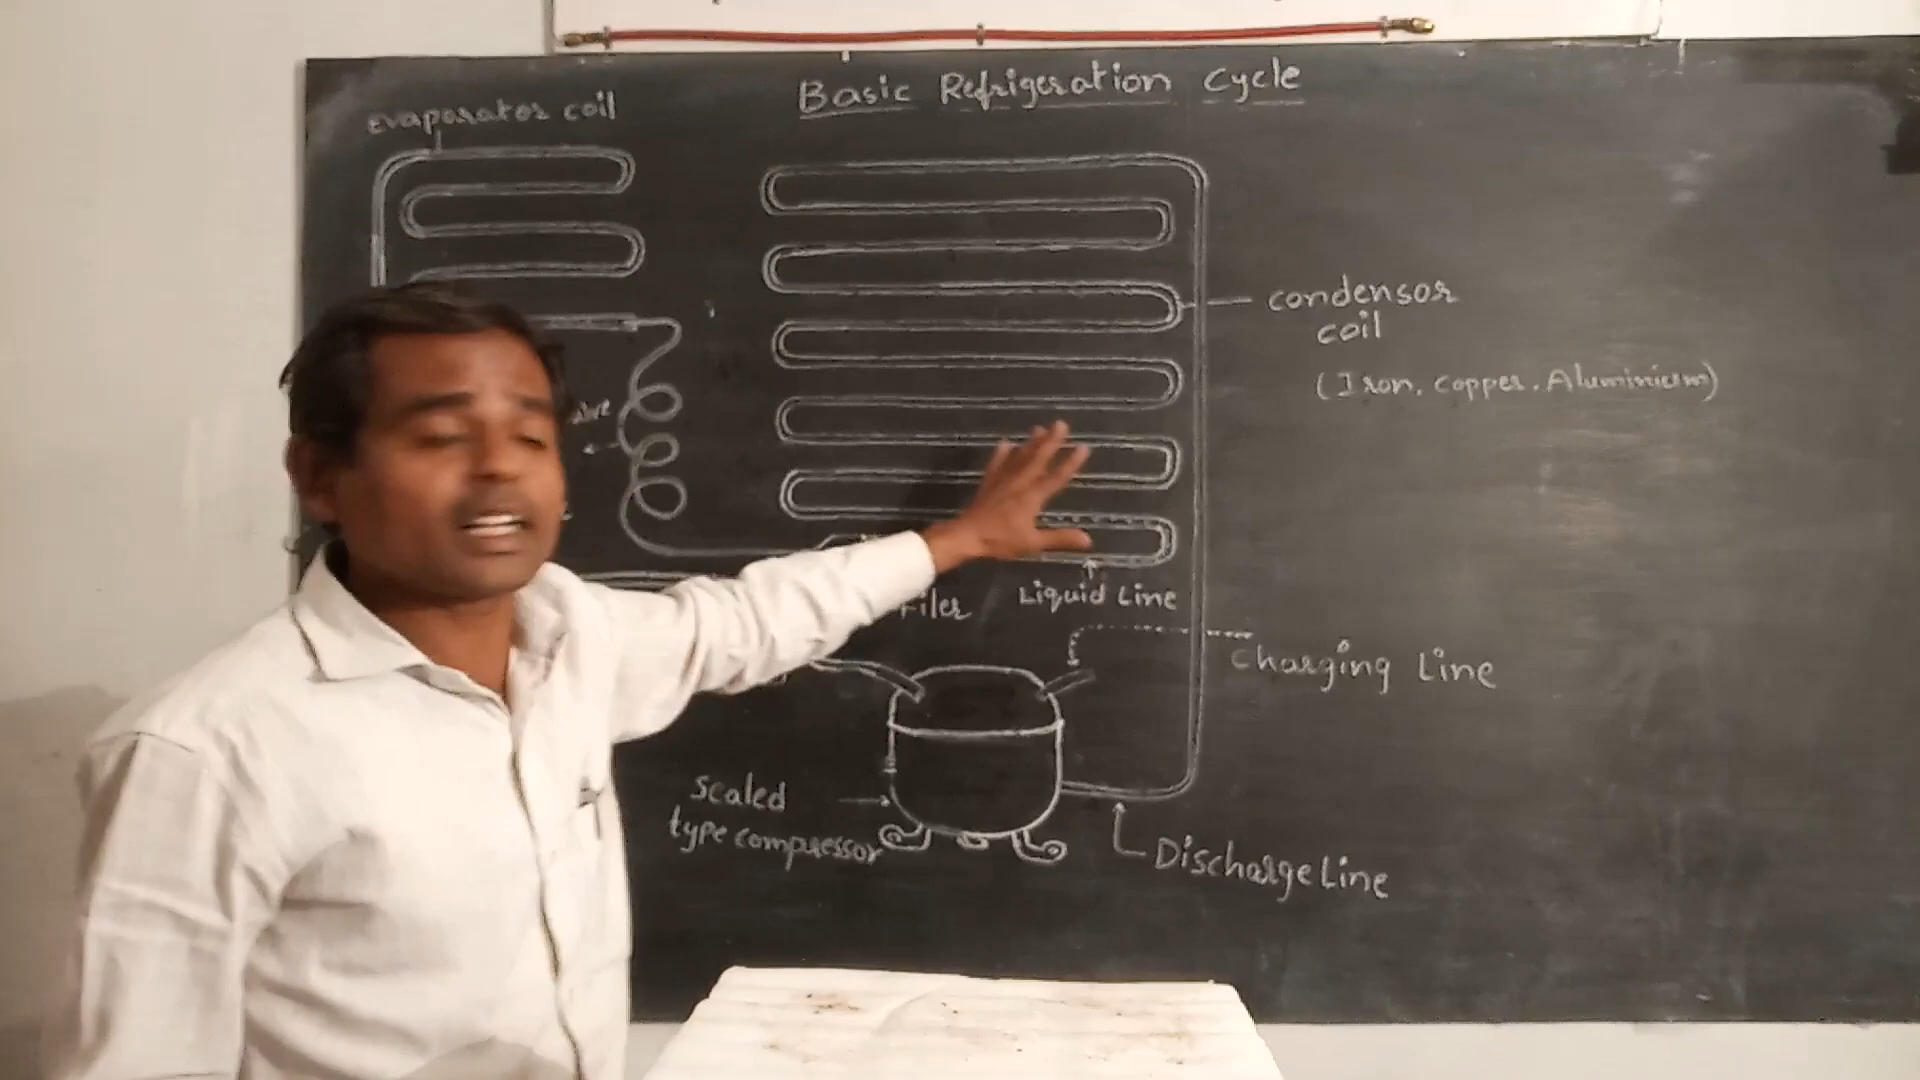 Basic Refrigeration Cycle
Evaporator coil
condensor
coil
(Iron, Copper, Aluminium)
Filer
Liquid Line
Charging Line
Scaled
type compressor
Discharge Line